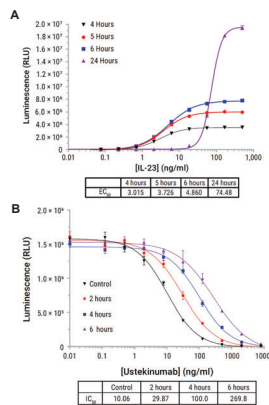 A
2.0 × 10⁷
1.8 × 10⁷
1.6 × 10⁷
1.4 × 10⁷
1.2 × 10⁷
1.0 × 10⁷
8.0 × 10⁶
6.0 × 10⁶
4.0 × 10⁶
2.0 × 10⁶
0
Luminescence (RLU)
4 Hours
5 Hours
6 Hours
24 Hours
0.01 0.1 1 10 100 1,000
[IL-23] (ng/ml)
4 hours 5 hours 6 hours 24 hours
EC₅₀ 3.015 3.726 4.860 74.48
B
2.0 × 10⁶
1.5 × 10⁶
1.0 × 10⁶
5.0 × 10⁵
0
Luminescence (RLU)
Control
2 hours
4 hours
6 hours
0.01 0.1 1 10 100 1,000 10,000
[Ustekinumab] (ng/ml)
Control 2 hours 4 hours 6 hours
IC₅₀ 10.06 29.87 100.0 269.8